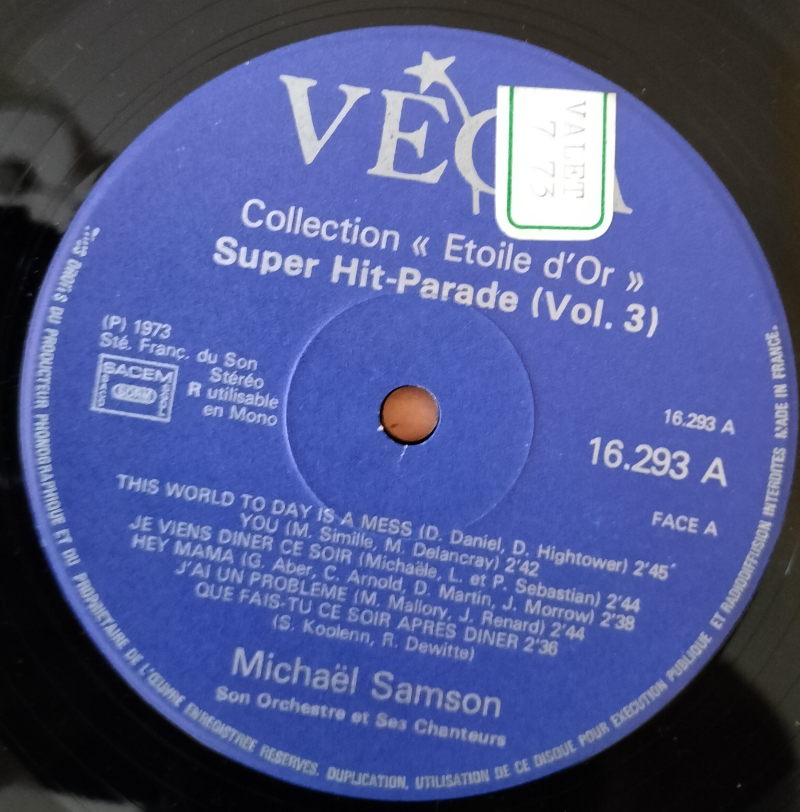 VEGA
VALET
7 73
Collection « Etoile d'Or »
Super Hit-Parade (Vol. 3)
(P) 1973
Sté. Franç. du Son
Stéréo
R utilisable
en Mono
SACEM
16.293 A
16.293 A
FACE A
THIS WORLD TO DAY IS A MESS (D. Daniel, D. Hightower) 2'45"
YOU (M. Simille, M. Delancray) 2'42
JE VIENS DINER CE SOIR (Michaële, L. et P. Sebastian) 2'44
HEY MAMA (G. Aber, C. Arnold, D. Martin, J. Morrow) 2'38
J'AI UN PROBLEME (M. Mallory, J. Renard) 2'44
QUE FAIS-TU CE SOIR APRES DINER 2'36
(S. Koolenn, R. Dewitte)
Michaël Samson
Son Orchestre et Ses Chanteurs
DROITS DU PRODUCTEUR PHONOGRAPHIQUE ET DU PROPRIETAIRE DE L'ŒUVRE ENREGISTREE RESERVES. DUPLICATION, UTILISATION DE CE DISQUE POUR EXECUTION PUBLIQUE ET RADIODIFFUSION INTERDITES MADE IN FRANCE.